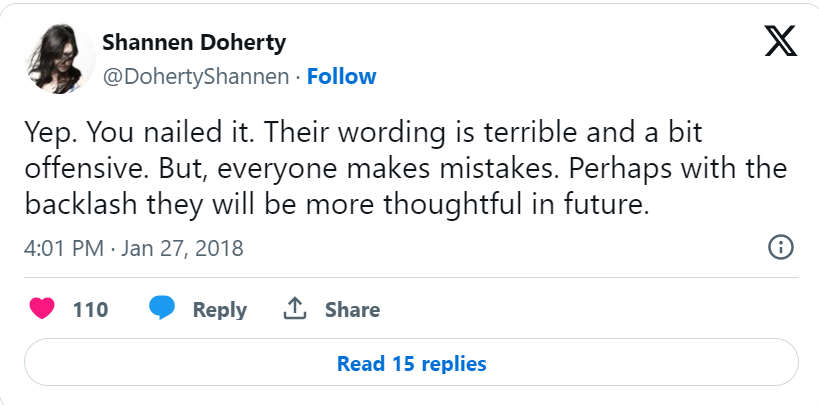 Shannen Doherty
@DohertyShannen · Follow
Yep. You nailed it. Their wording is terrible and a bit
offensive. But, everyone makes mistakes. Perhaps with the
backlash they will be more thoughtful in future.
4:01 PM · Jan 27, 2018
110 Reply Share
Read 15 replies